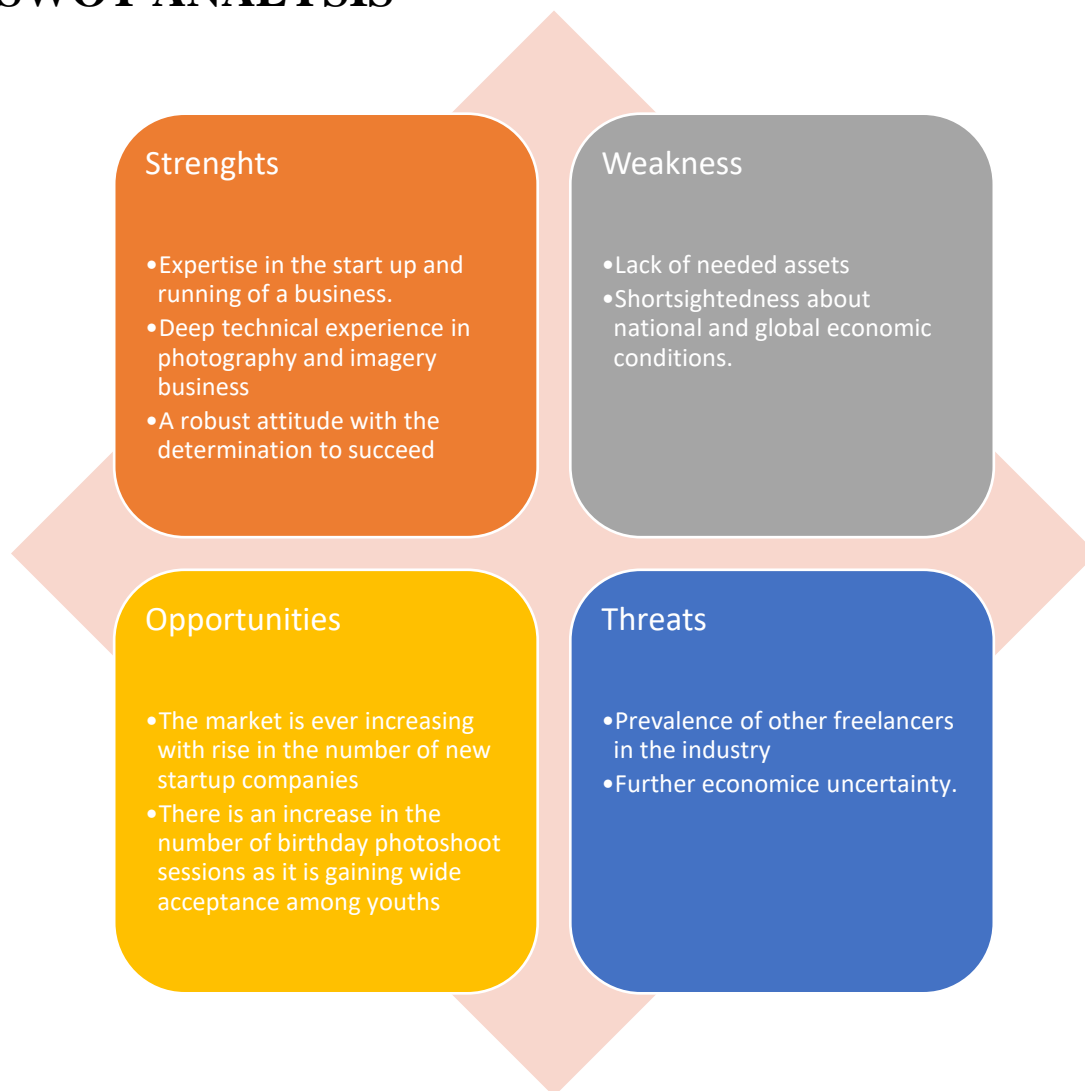 SWOT ANALYSIS
Strenghts
•Expertise in the start up and
running of a business.
•Deep technical experience in
photography and imagery
business
•A robust attitude with the
determination to succeed
Weakness
•Lack of needed assets
•Shortsightedness about
national and global economic
conditions.
Opportunities
•The market is ever increasing
with rise in the number of new
startup companies
•There is an increase in the
number of birthday photoshoot
sessions as it is gaining wide
acceptance among youths
Threats
•Prevalence of other freelancers
in the industry
•Further economice uncertainty.